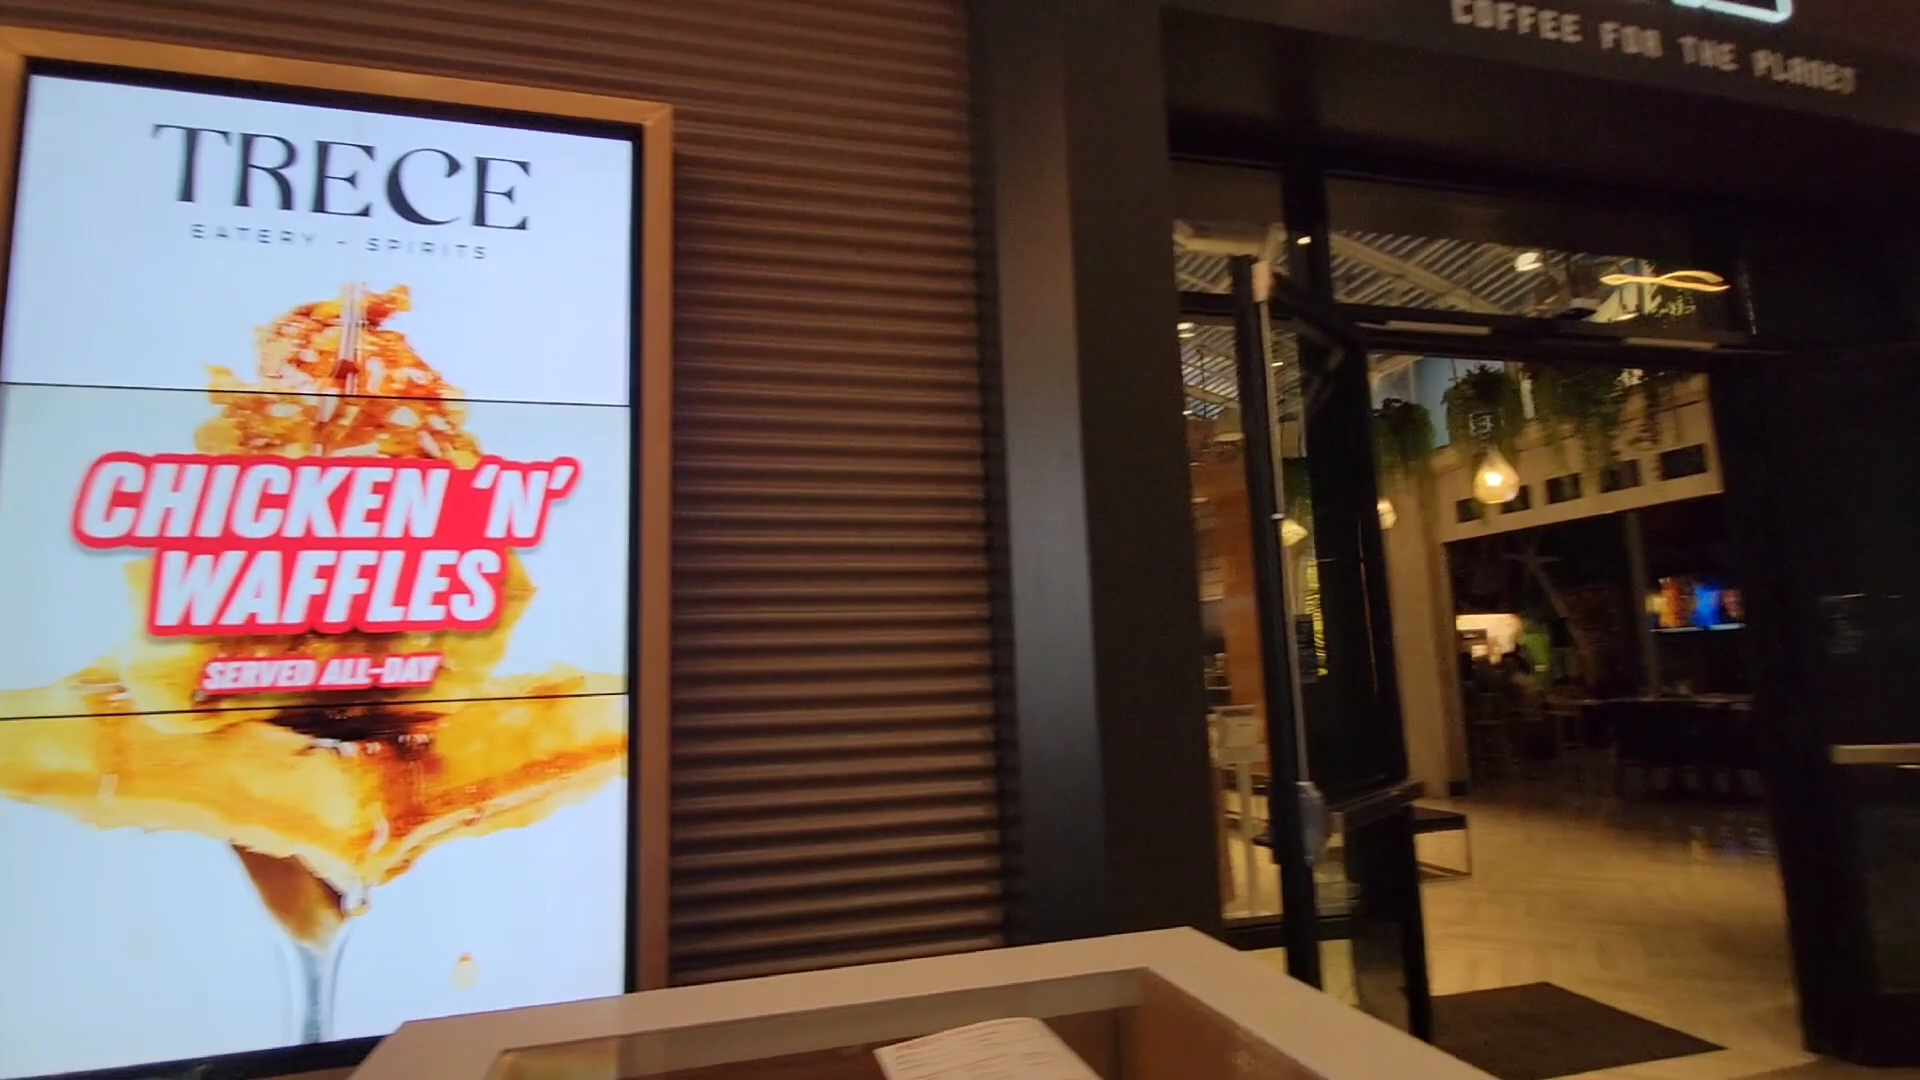 TRECE
EATERY - SPIRITS
CHICKEN 'N'
WAFFLES
SERVED ALL-DAY
COFFEE FOR THE PLANET